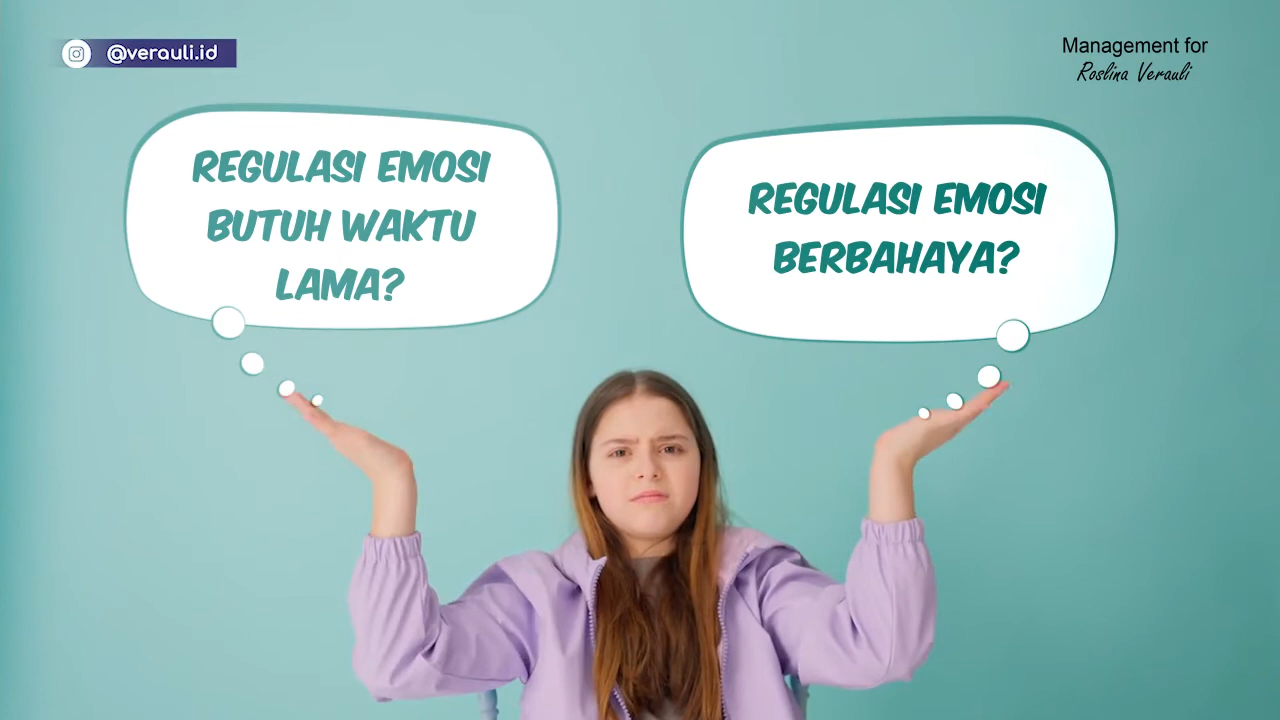 @verauli.id
Management for
Roslina Verauli
REGULASI EMOSI
BUTUH WAKTU
LAMA?
REGULASI EMOSI
BERBAHAYA?